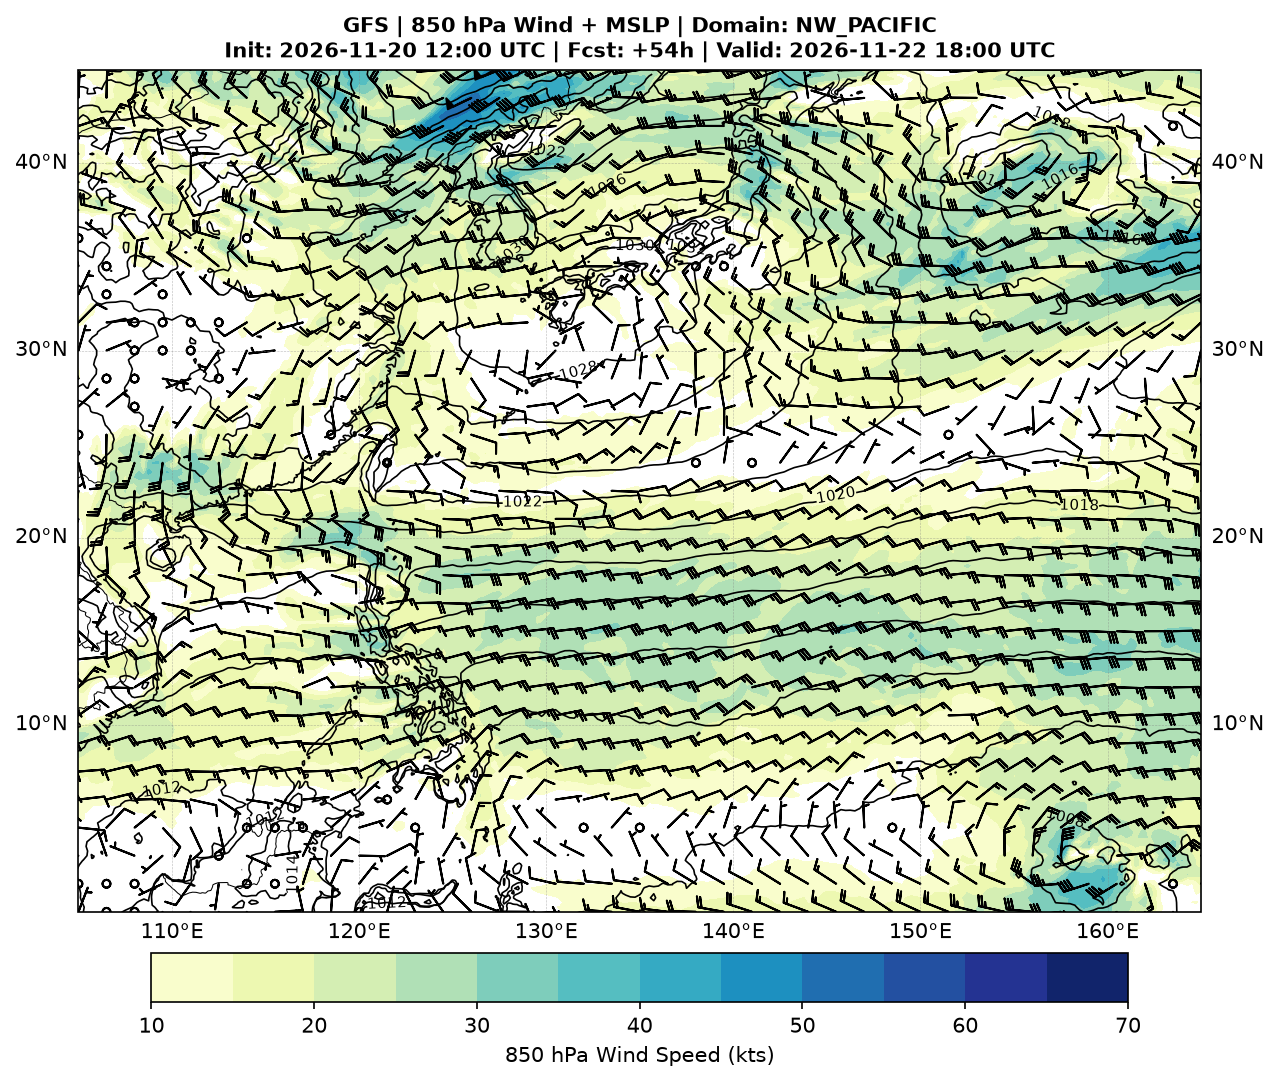 GFS | 850 hPa Wind + MSLP | Domain: NW_PACIFIC
Init: 2026-11-20 12:00 UTC | Fcst: +54h | Valid: 2026-11-22 18:00 UTC
1018
1022
1016
1026
1016
1030
1030
1028
1022
1020
1018
1012
1014
1012
40°N
30°N
20°N
10°N
40°N
30°N
20°N
10°N
110°E
120°E
130°E
140°E
150°E
160°E
10
20
30
40
50
60
70
850 hPa Wind Speed (kts)